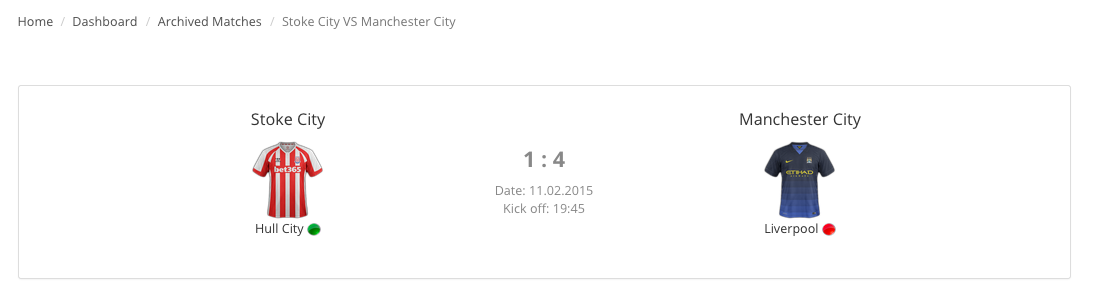 Home / Dashboard / Archived Matches / Stoke City VS Manchester City
Stoke City
bet365
Hull City
1 : 4
Date: 11.02.2015
Kick off: 19:45
Manchester City
ETIHAD
Liverpool